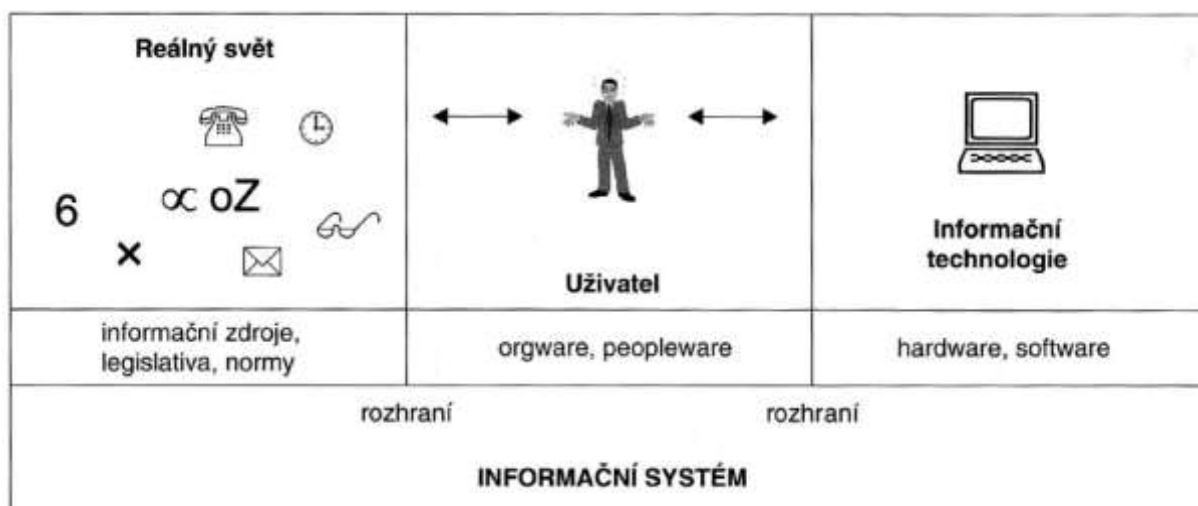 Reálný svět
6
∝ oZ
×
Uživatel
Informační
technologie
informační zdroje,
legislativa, normy
orgware, peopleware
hardware, software
rozhraní
rozhraní
INFORMAČNÍ SYSTÉM